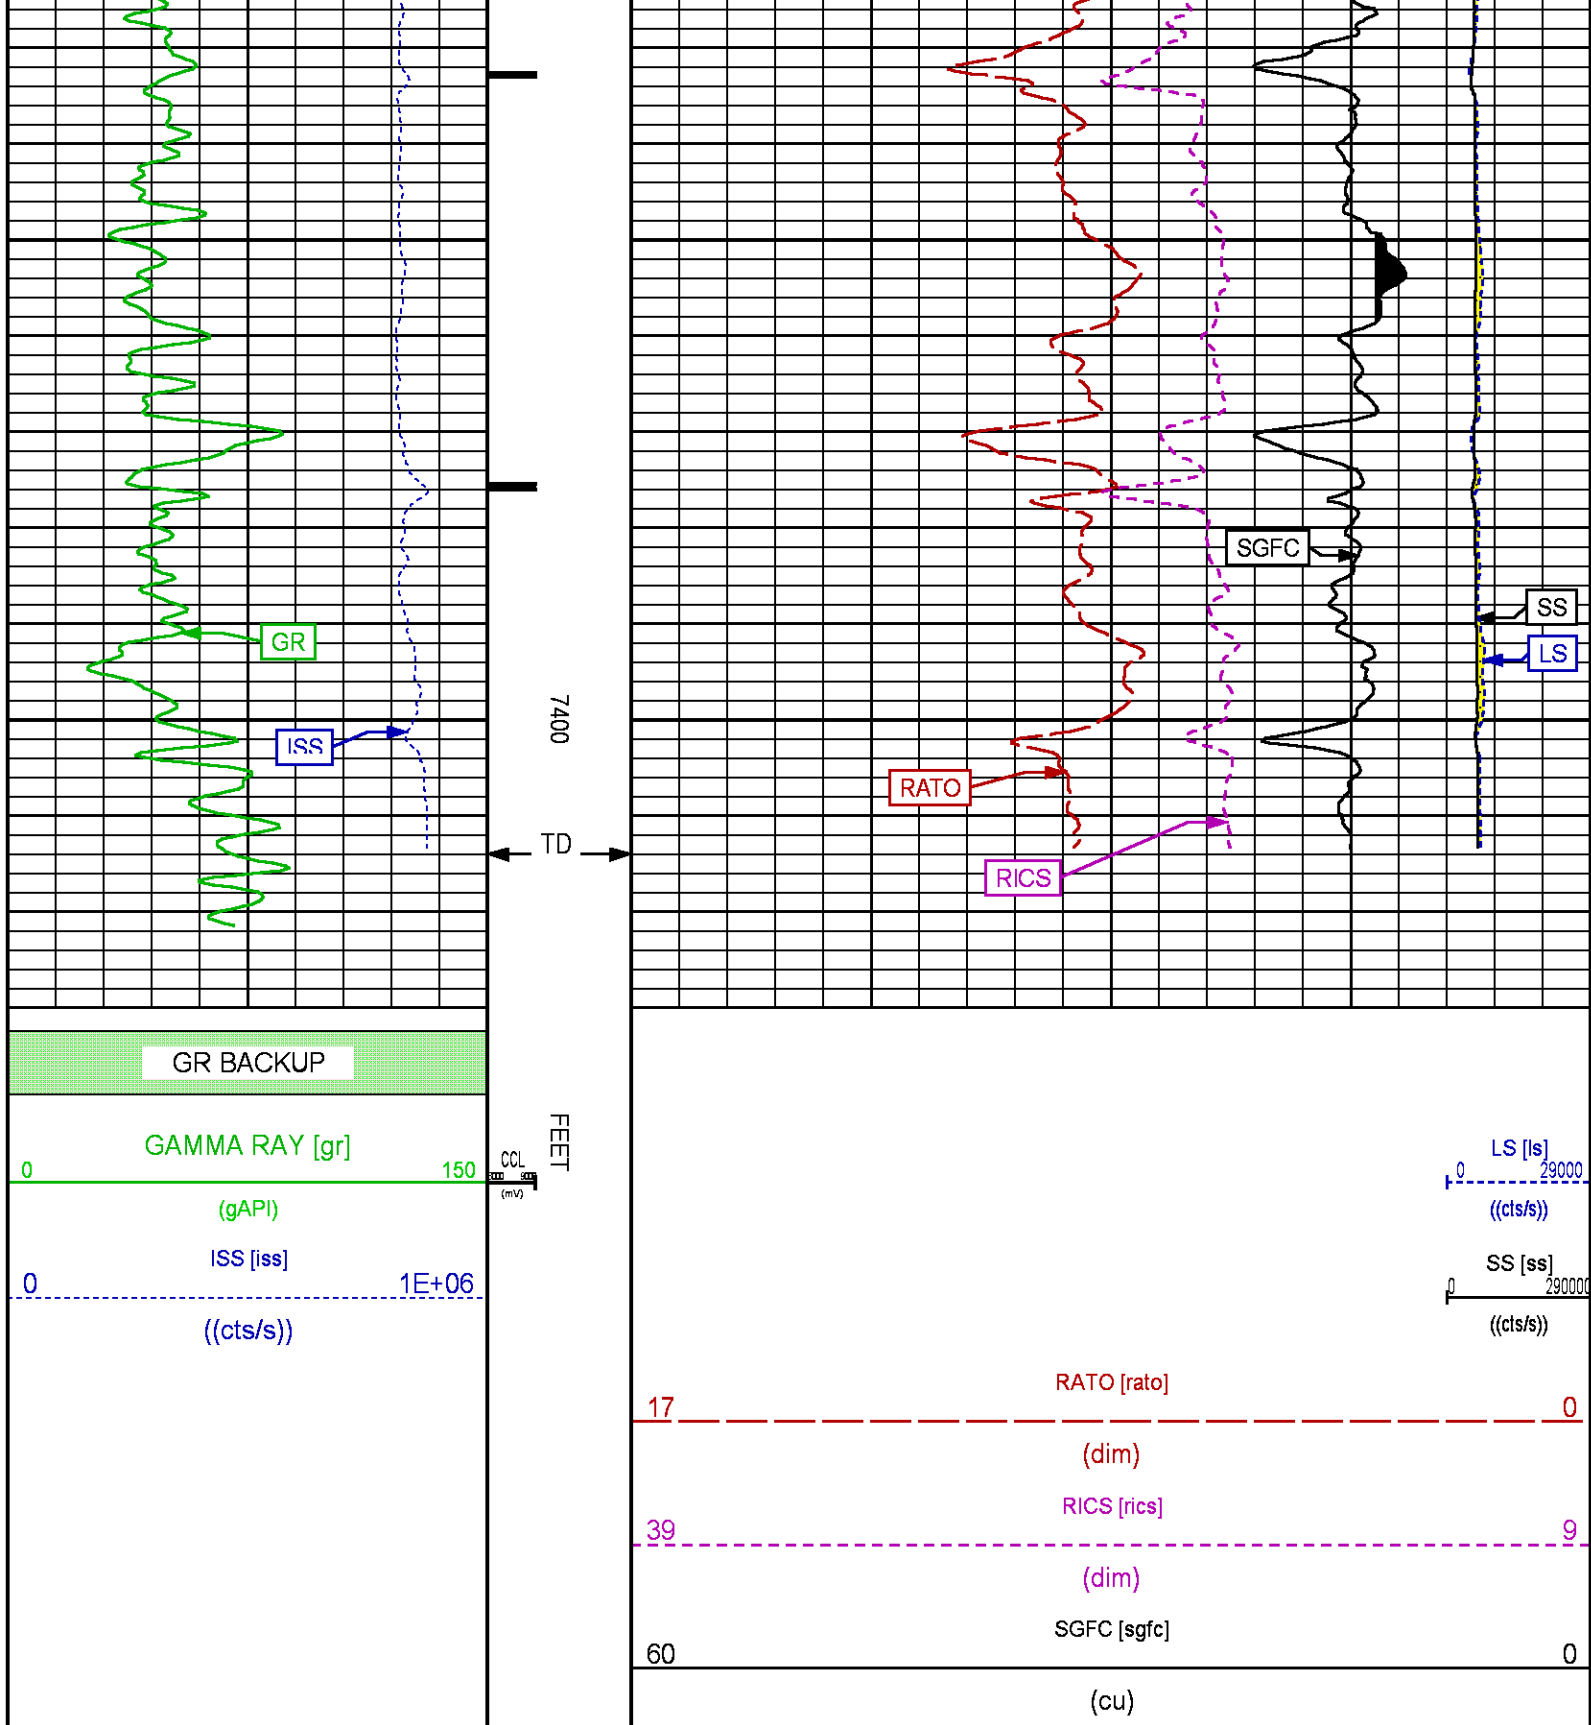 SGFC
SS
GR
LS
7400
ISS
RATO
TD
RICS
GR BACKUP
FEET
GAMMA RAY [gr]
0 150
(gAPI)
CCL
(mV)
ISS [iss]
0 1E+06
((cts/s))
LS [ls]
0 29000
((cts/s))
SS [ss]
0 290000
((cts/s))
RATO [rato]
17 0
(dim)
RICS [rics]
39 9
(dim)
SGFC [sgfc]
60 0
(cu)